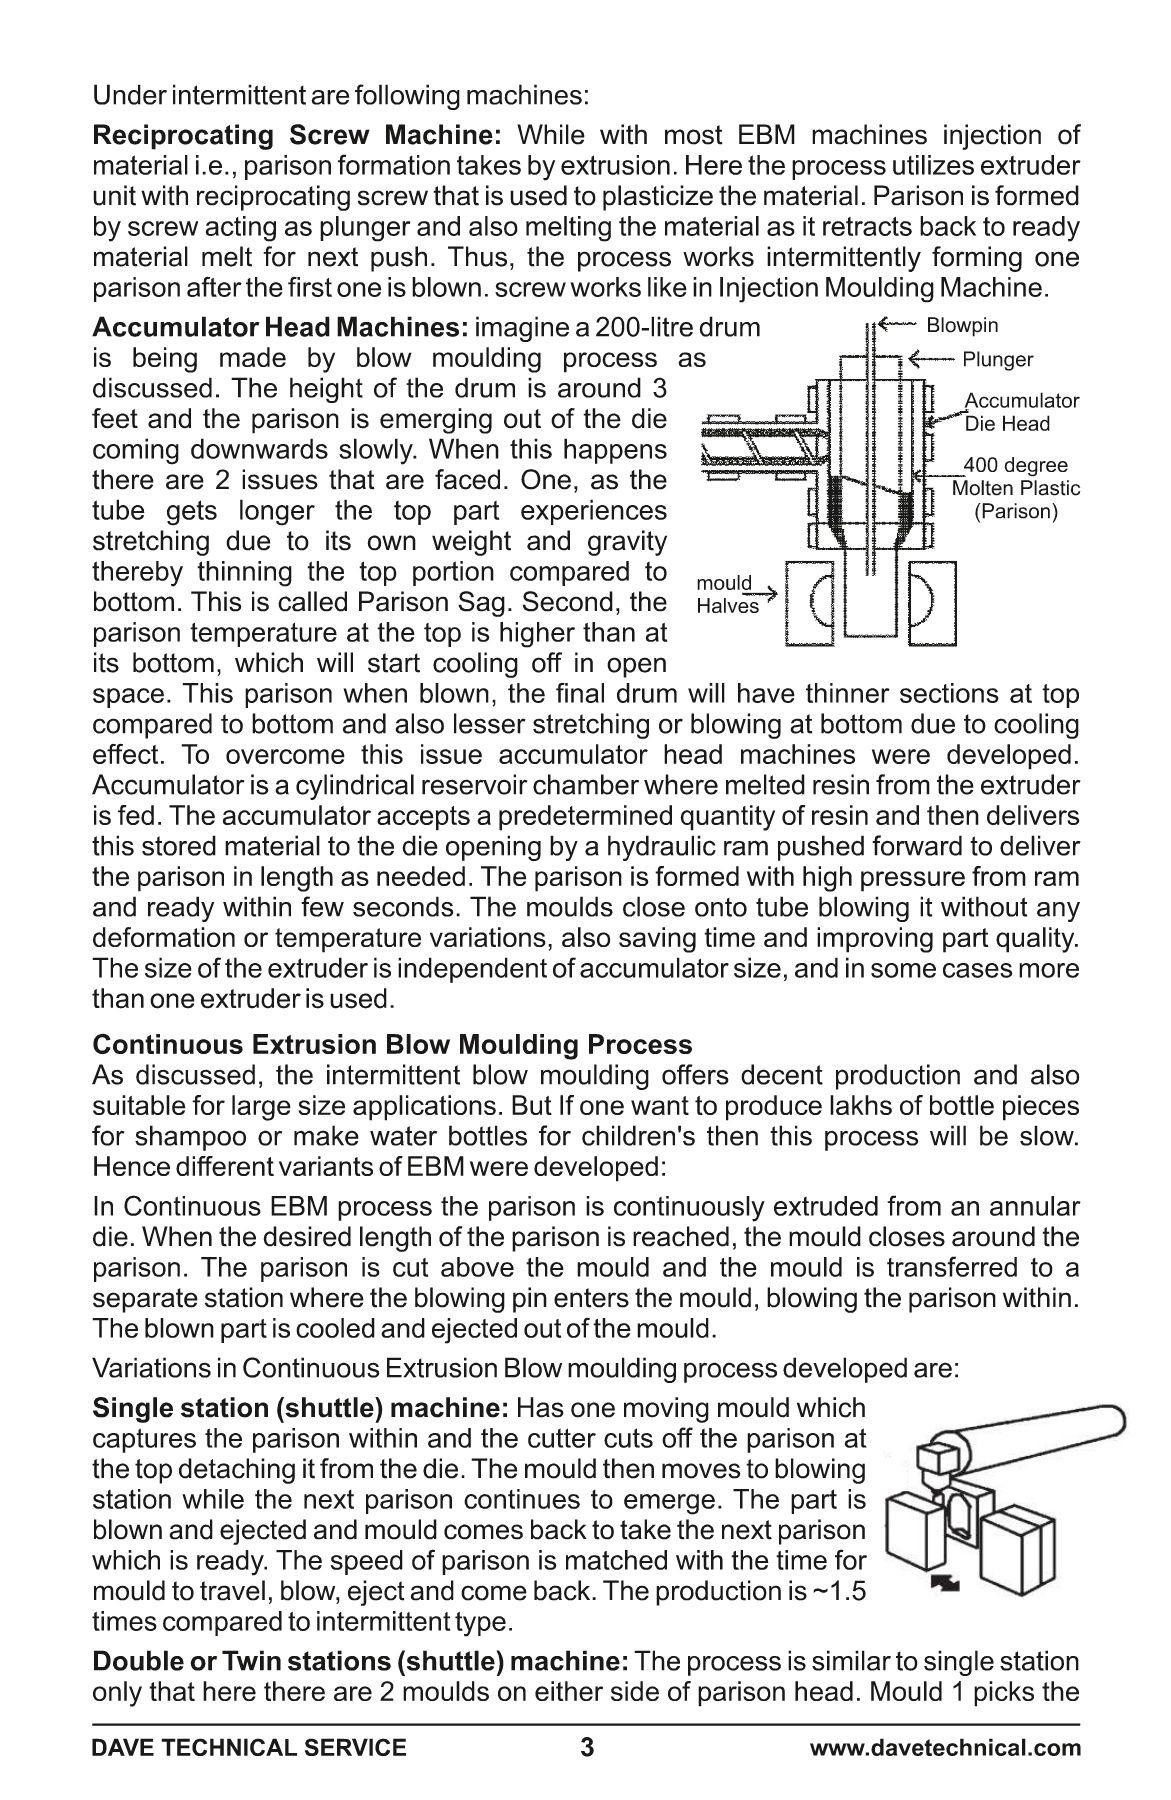 Under intermittent are following machines:
Reciprocating Screw Machine: While with most EBM machines injection of
material i.e., parison formation takes by extrusion. Here the process utilizes extruder
unit with reciprocating screw that is used to plasticize the material. Parison is formed
by screw acting as plunger and also melting the material as it retracts back to ready
material melt for next push. Thus, the process works intermittently forming one
parison after the first one is blown. screw works like in Injection Moulding Machine.
Accumulator Head Machines: imagine a 200-litre drum
is being made by blow moulding process as
discussed. The height of the drum is around 3
feet and the parison is emerging out of the die
coming downwards slowly. When this happens
there are 2 issues that are faced. One, as the
tube gets longer the top part experiences
stretching due to its own weight and gravity
thereby thinning the top portion compared to
bottom. This is called Parison Sag. Second, the
parison temperature at the top is higher than at
its bottom, which will start cooling off in open
space. This parison when blown, the final drum will have thinner sections at top
compared to bottom and also lesser stretching or blowing at bottom due to cooling
effect. To overcome this issue accumulator head machines were developed.
Accumulator is a cylindrical reservoir chamber where melted resin from the extruder
is fed. The accumulator accepts a predetermined quantity of resin and then delivers
this stored material to the die opening by a hydraulic ram pushed forward to deliver
the parison in length as needed. The parison is formed with high pressure from ram
and ready within few seconds. The moulds close onto tube blowing it without any
deformation or temperature variations, also saving time and improving part quality.
The size of the extruder is independent of accumulator size, and in some cases more
than one extruder is used.
Blowpin
Plunger
Accumulator
Die Head
400 degree
Molten Plastic
(Parison)
mould
Halves
Continuous Extrusion Blow Moulding Process
As discussed, the intermittent blow moulding offers decent production and also
suitable for large size applications. But If one want to produce lakhs of bottle pieces
for shampoo or make water bottles for children's then this process will be slow.
Hence different variants of EBM were developed:
In Continuous EBM process the parison is continuously extruded from an annular
die. When the desired length of the parison is reached, the mould closes around the
parison. The parison is cut above the mould and the mould is transferred to a
separate station where the blowing pin enters the mould, blowing the parison within.
The blown part is cooled and ejected out of the mould.
Variations in Continuous Extrusion Blow moulding process developed are:
Single station (shuttle) machine: Has one moving mould which
captures the parison within and the cutter cuts off the parison at
the top detaching it from the die. The mould then moves to blowing
station while the next parison continues to emerge. The part is
blown and ejected and mould comes back to take the next parison
which is ready. The speed of parison is matched with the time for
mould to travel, blow, eject and come back. The production is ~1.5
times compared to intermittent type.
Double or Twin stations (shuttle) machine: The process is similar to single station
only that here there are 2 moulds on either side of parison head. Mould 1 picks the
DAVE TECHNICAL SERVICE
3
www.davetechnical.com